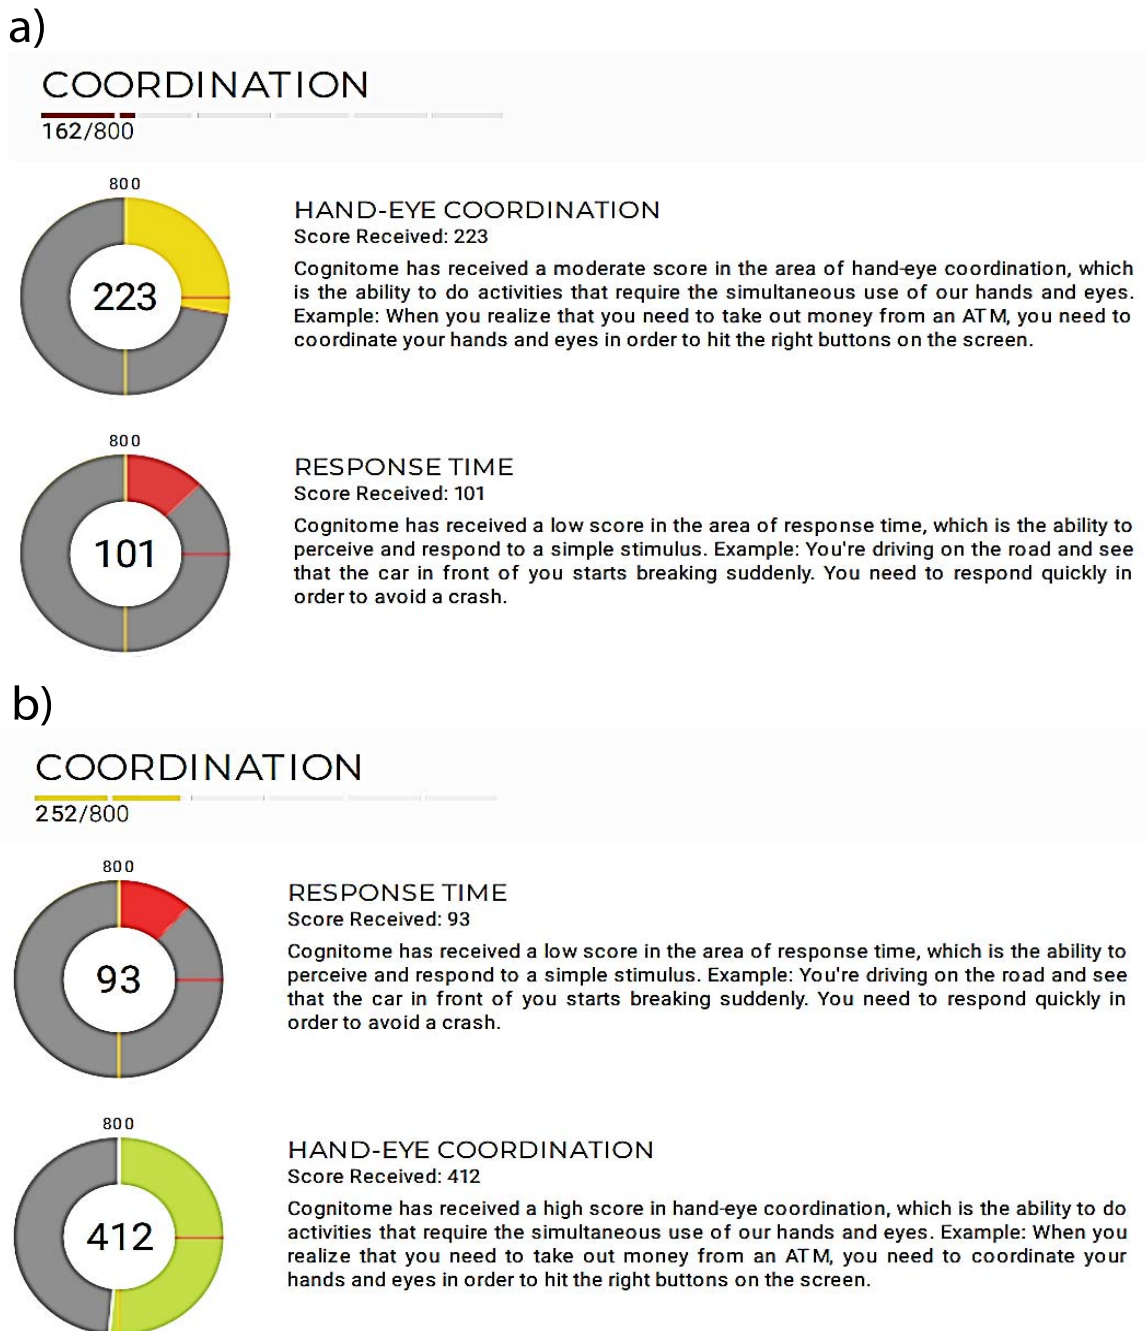 a)
COORDINATION
162/800
800
223
HAND-EYE COORDINATION
Score Received: 223
Cognitome has received a moderate score in the area of hand-eye coordination, which
is the ability to do activities that require the simultaneous use of our hands and eyes.
Example: When you realize that you need to take out money from an ATM, you need to
coordinate your hands and eyes in order to hit the right buttons on the screen.
800
101
RESPONSE TIME
Score Received: 101
Cognitome has received a low score in the area of response time, which is the ability to
perceive and respond to a simple stimulus. Example: You're driving on the road and see
that the car in front of you starts breaking suddenly. You need to respond quickly in
order to avoid a crash.
b)
COORDINATION
252/800
800
93
RESPONSE TIME
Score Received: 93
Cognitome has received a low score in the area of response time, which is the ability to
perceive and respond to a simple stimulus. Example: You're driving on the road and see
that the car in front of you starts breaking suddenly. You need to respond quickly in
order to avoid a crash.
800
412
HAND-EYE COORDINATION
Score Received: 412
Cognitome has received a high score in hand-eye coordination, which is the ability to do
activities that require the simultaneous use of our hands and eyes. Example: When you
realize that you need to take out money from an ATM, you need to coordinate your
hands and eyes in order to hit the right buttons on the screen.